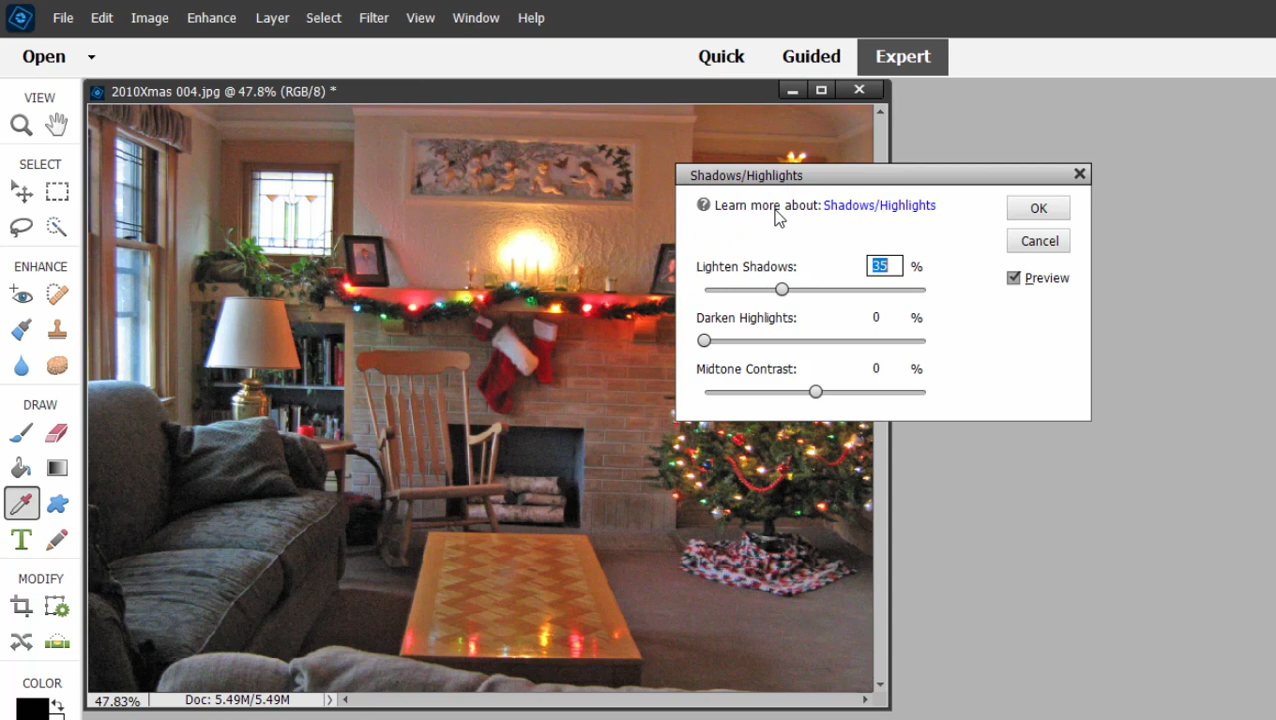 File Edit Image Enhance Layer Select Filter View Window Help
Open Quick Guided Expert
VIEW
2010Xmas 004.jpg @ 47.8% (RGB/8) *
SELECT
ENHANCE
DRAW
T
MODIFY
COLOR
Shadows/Highlights
? Learn more about: Shadows/Highlights
OK
Cancel
Preview
Lighten Shadows: 35 %
Darken Highlights: 0 %
Midtone Contrast: 0 %
47.83% Doc: 5.49M/5.49M